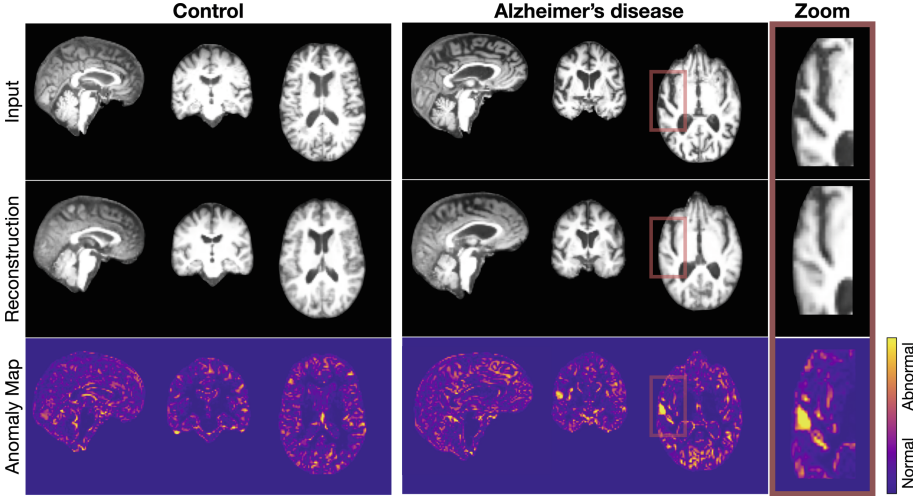 Control
Alzheimer's disease
Zoom
Input
Reconstruction
Anomaly Map
Normal
Abnormal